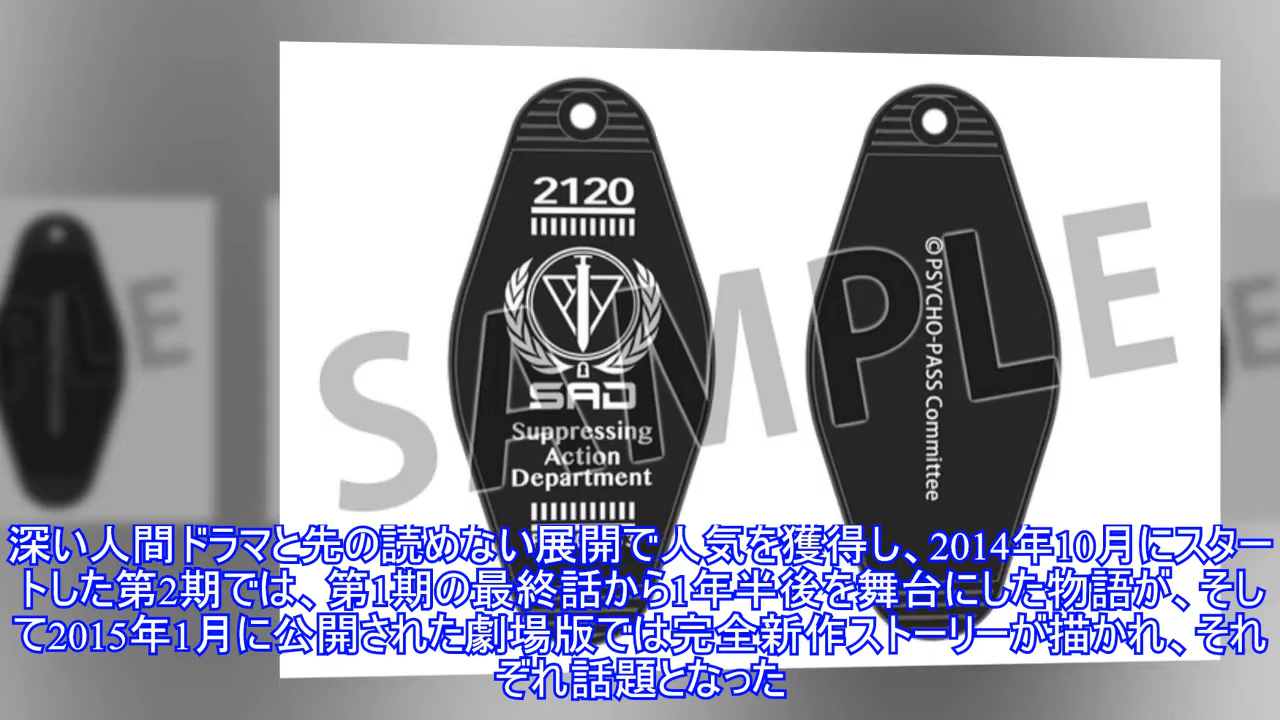 2120
SAD
Suppressing
Action
Department
©PSYCHO-PASS Committee
SAMPLE
深い人間ドラマと先の読めない展開で人気を獲得し、2014年10月にスター
トした第2期では、第1期の最終話から1年半後を舞台にした物語が、そし
て2015年1月に公開された劇場版では完全新作ストーリーが描かれ、それ
ぞれ話題となった